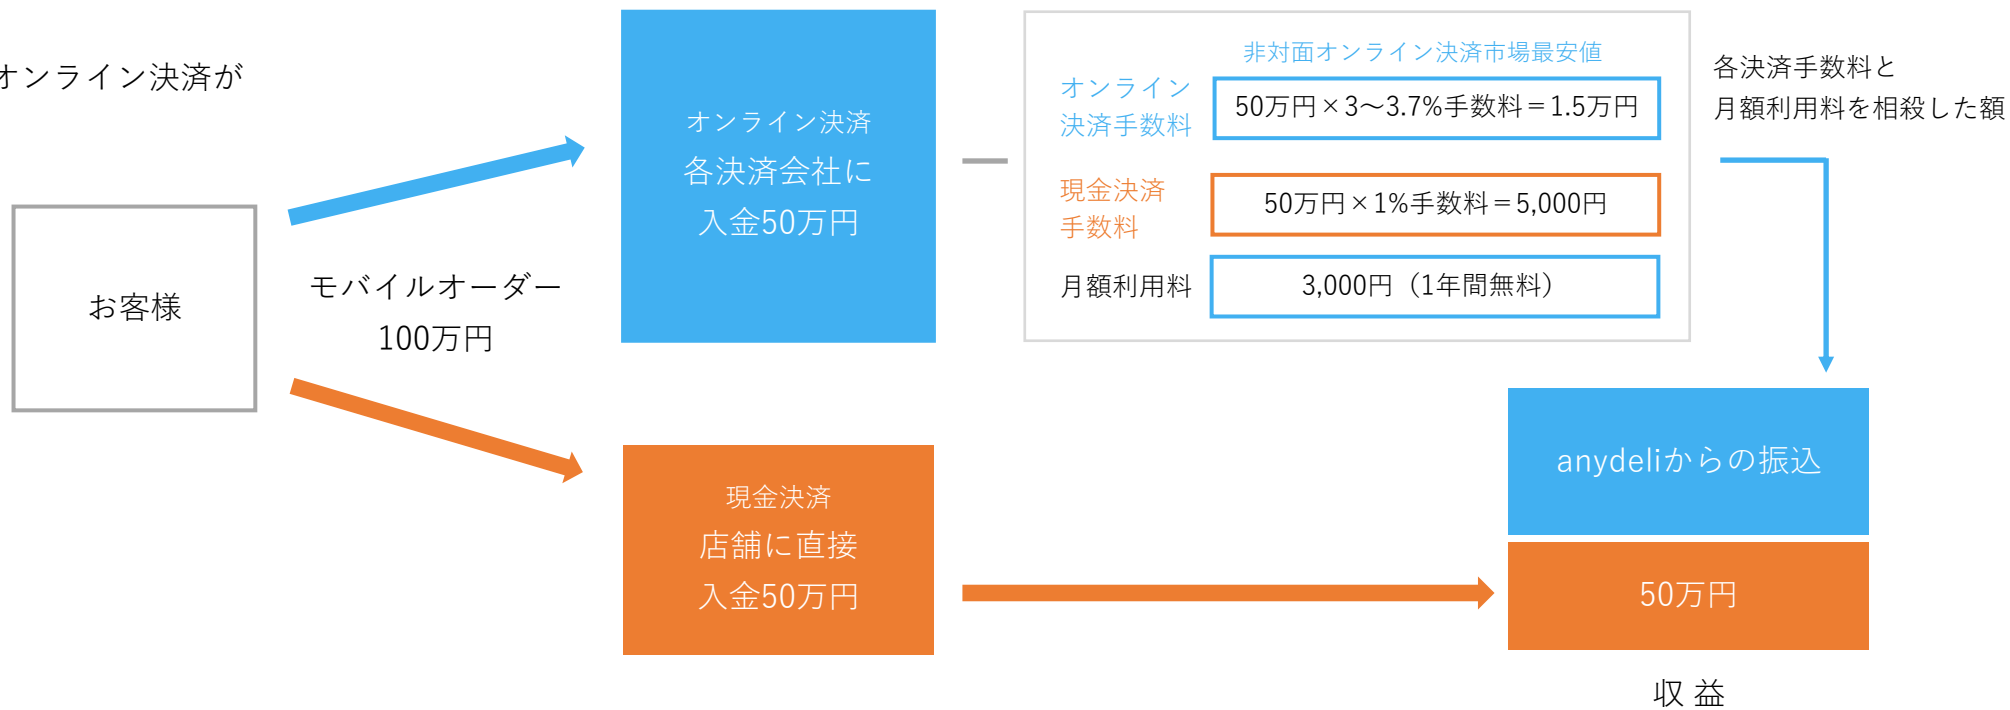 オンライン決済が
お客様
モバイルオーダー
100万円
オンライン決済
各決済会社に
入金50万円
現金決済
店舗に直接
入金50万円
非対面オンライン決済市場最安値
オンライン
決済手数料
50万円×3〜3.7%手数料＝1.5万円
現金決済
手数料
50万円×1%手数料＝5,000円
月額利用料
3,000円（1年間無料）
各決済手数料と
月額利用料を相殺した額
anydeliからの振込
50万円
収 益